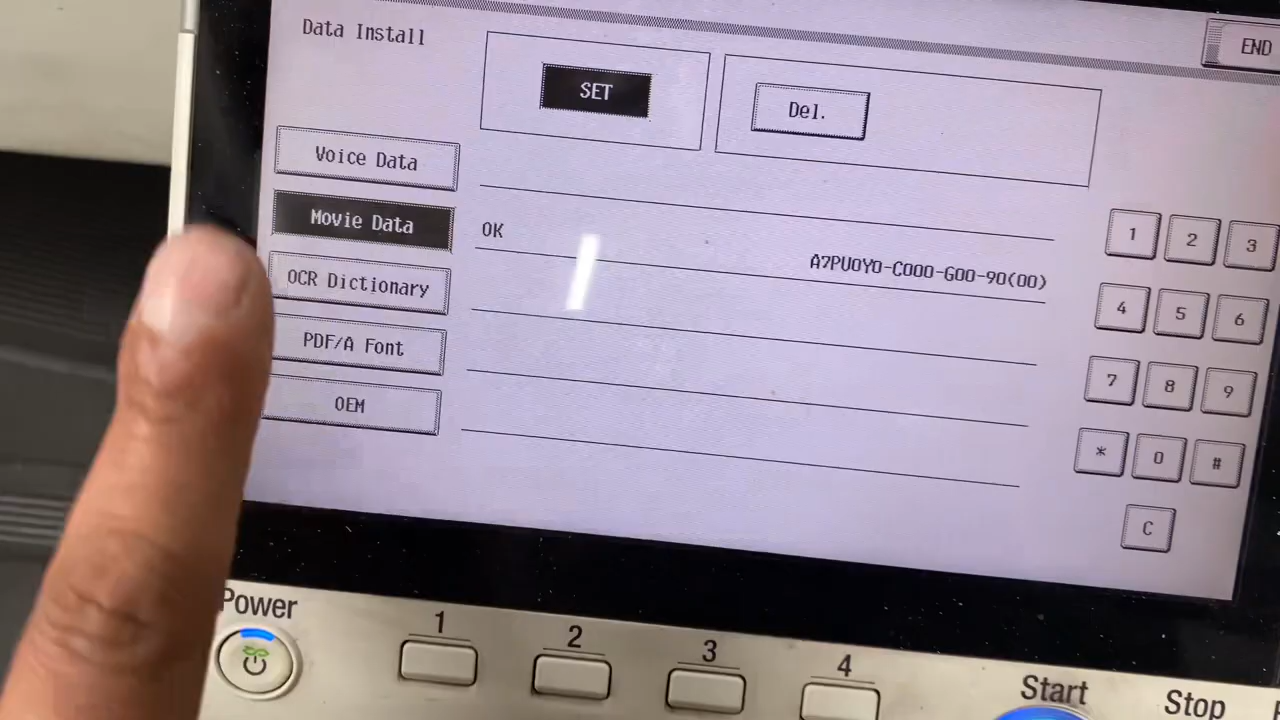 Data Install
END
SET
Del.
Voice Data
Movie Data
OK
A7PU0Y0-C000-G00-90(00)
OCR Dictionary
PDF/A Font
OEM
1 2 3
4 5 6
7 8 9
* 0 #
C
Power
1 2 3 4
Start
Stop